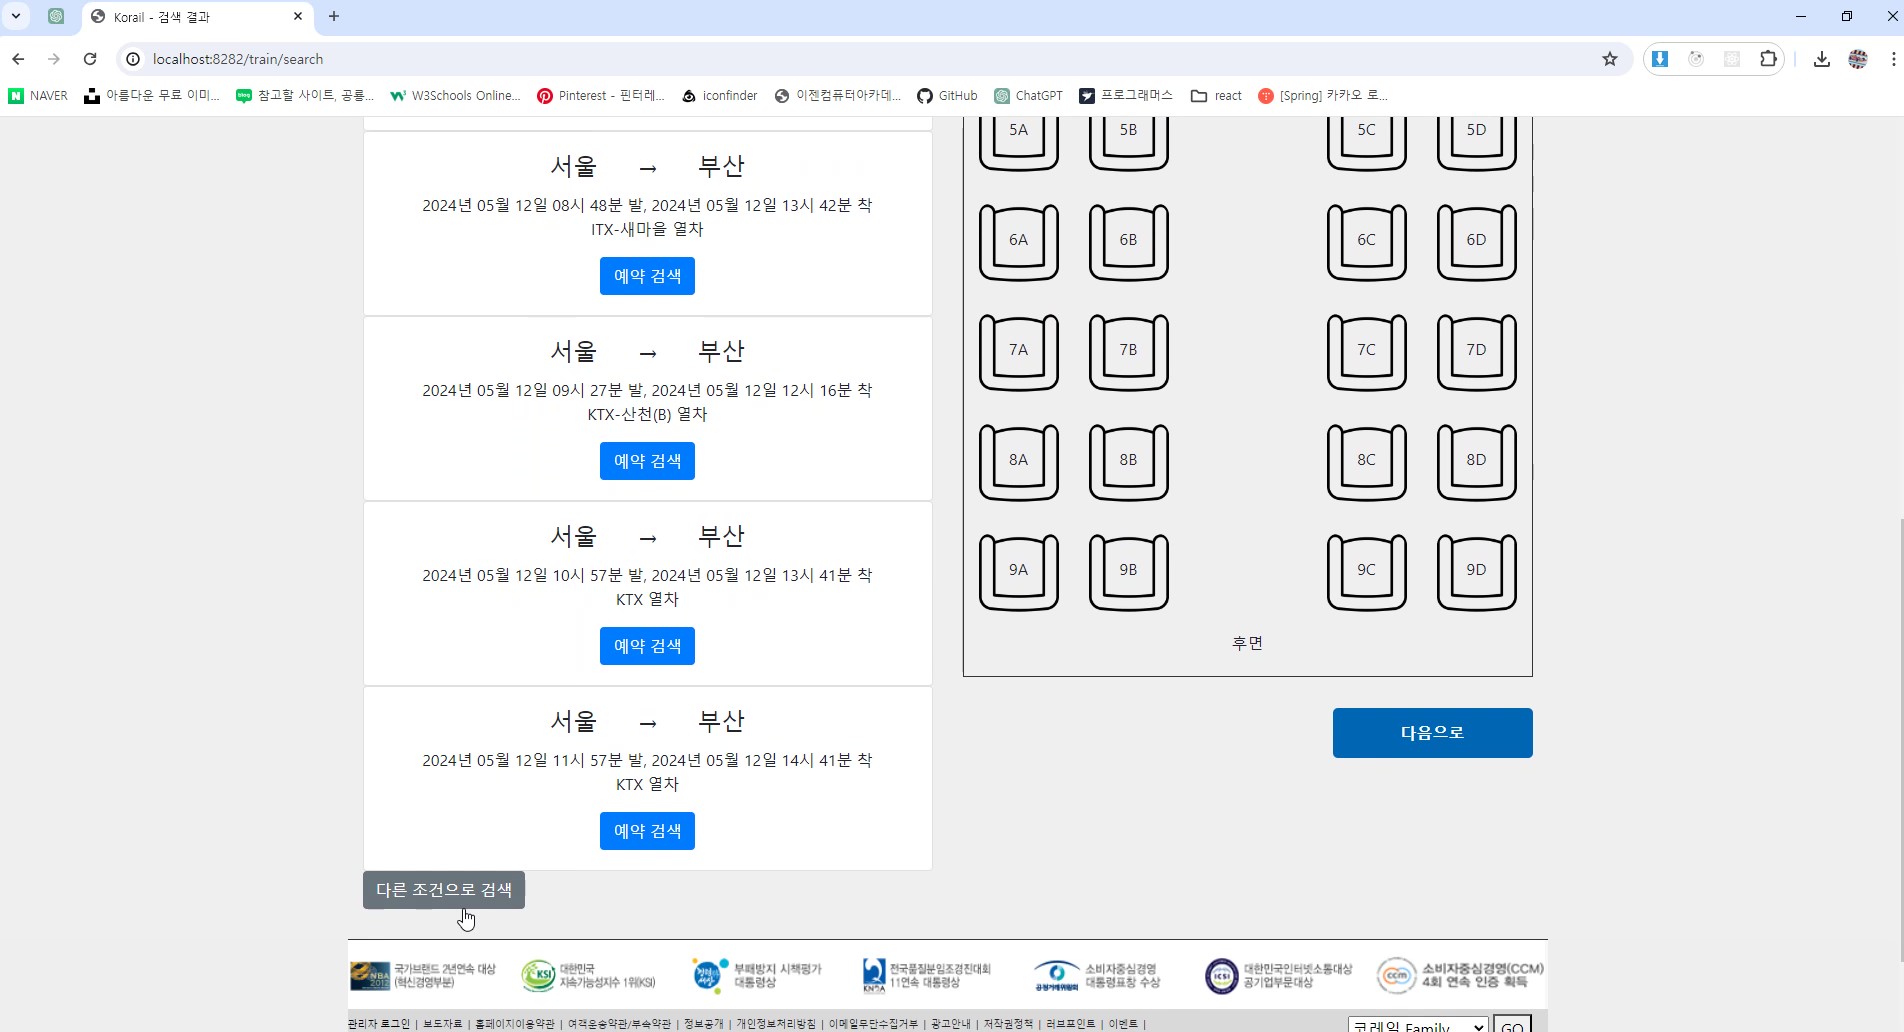 Korail - 검색 결과
localhost:8282/train/search
NAVER
아름다운 무료 이미...
참고할 사이트, 공룡...
W3Schools Online...
Pinterest - 핀터레...
iconfinder
이젠컴퓨터아카데...
GitHub
ChatGPT
프로그래머스
react
[Spring] 카카오 로...
서울 → 부산
2024년 05월 12일 08시 48분 발, 2024년 05월 12일 13시 42분 착
ITX-새마을 열차
예약 검색
서울 → 부산
2024년 05월 12일 09시 27분 발, 2024년 05월 12일 12시 16분 착
KTX-산천(B) 열차
예약 검색
서울 → 부산
2024년 05월 12일 10시 57분 발, 2024년 05월 12일 13시 41분 착
KTX 열차
예약 검색
서울 → 부산
2024년 05월 12일 11시 57분 발, 2024년 05월 12일 14시 41분 착
KTX 열차
예약 검색
다른 조건으로 검색
5A 5B 5C 5D
6A 6B 6C 6D
7A 7B 7C 7D
8A 8B 8C 8D
9A 9B 9C 9D
후면
다음으로
국가브랜드 2년연속 대상
(혁신경영부문)
KSI
대한민국
지속가능성지수 1위(KSI)
부패방지 시책평가
대통령상
전국품질분임조경진대회
11연속 대통령상
소비자중심경영
대통령표창 수상
대한민국인터넷소통대상
공기업부문대상
ccm
소비자중심경영(CCM)
4회 연속 인증 획득
관리자 로그인 | 보도자료 | 홈페이지이용약관 | 여객운송약관/부속약관 | 정보공개 | 개인정보처리방침 | 이메일무단수집거부 | 광고안내 | 저작권정책 | 러브포인트 | 이벤트 |
코레일 Family
GO